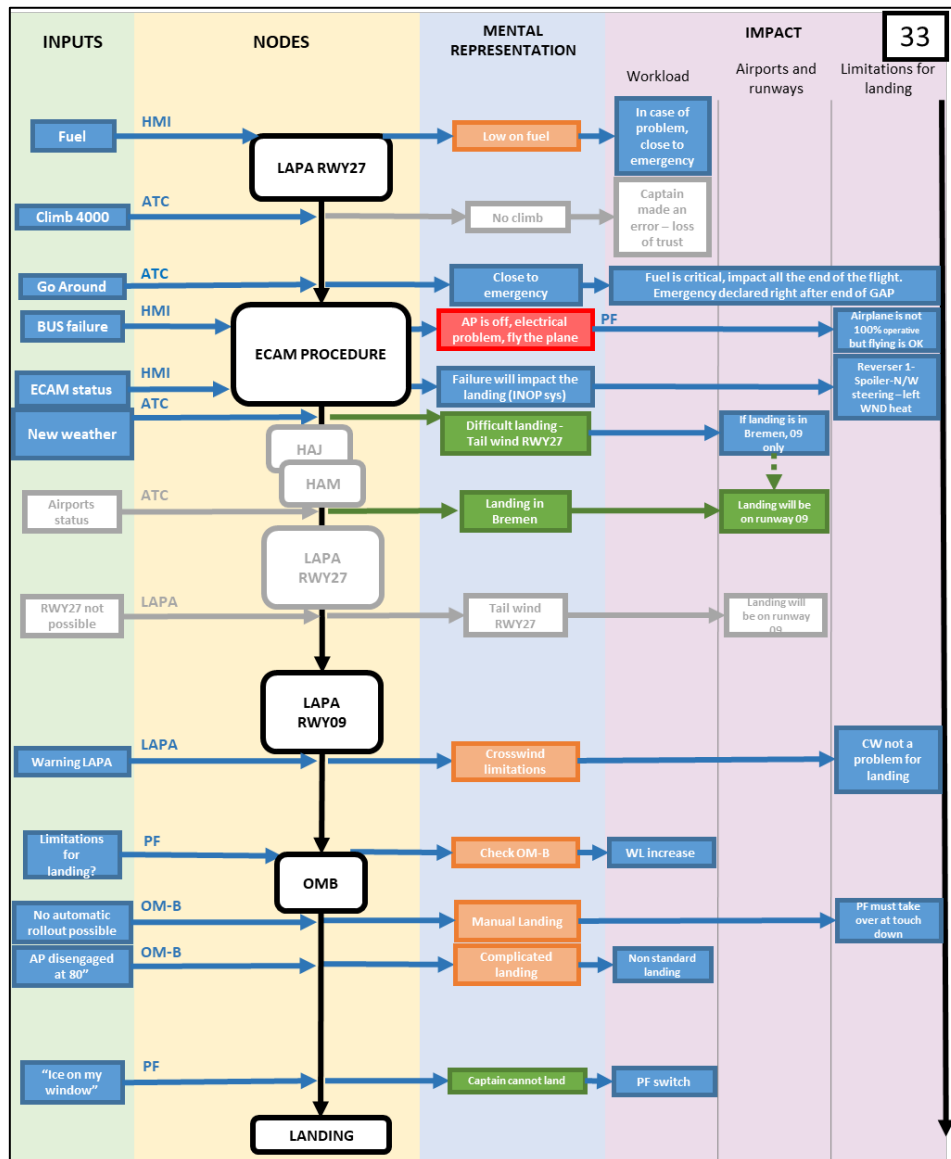 INPUTS
NODES
MENTAL
REPRESENTATION
IMPACT
33
Workload
Airports and
runways
Limitations for
landing
Fuel
HMI
Low on fuel
In case of
problem,
close to
emergency
LAPA RWY27
Climb 4000
ATC
No climb
Captain
made an
error – loss
of trust
Go Around
ATC
Close to
emergency
Fuel is critical, impact all the end of the flight.
Emergency declared right after end of GAP
BUS failure
HMI
ECAM PROCEDURE
AP is off, electrical
problem, fly the plane
PF
Airplane is not
100% operative
but flying is OK
ECAM status
HMI
Failure will impact the
landing (INOP sys)
Reverser 1-
Spoiler-N/W
steering – left
WND heat
New weather
ATC
Difficult landing -
Tail wind RWY27
If landing is in
Bremen, 09
only
HAJ
HAM
Airports
status
ATC
Landing in
Bremen
Landing will be
on runway 09
LAPA
RWY27
RWY27 not
possible
LAPA
Tail wind
RWY27
Landing will
be on runway
09
LAPA
RWY09
Warning LAPA
LAPA
Crosswind
limitations
CW not a
problem for
landing
Limitations
for
landing?
PF
OMB
Check OM-B
WL increase
No automatic
rollout possible
OM-B
Manual Landing
PF must take
over at touch
down
AP disengaged
at 80”
OM-B
Complicated
landing
Non standard
landing
“Ice on my
window”
PF
Captain cannot land
PF switch
LANDING